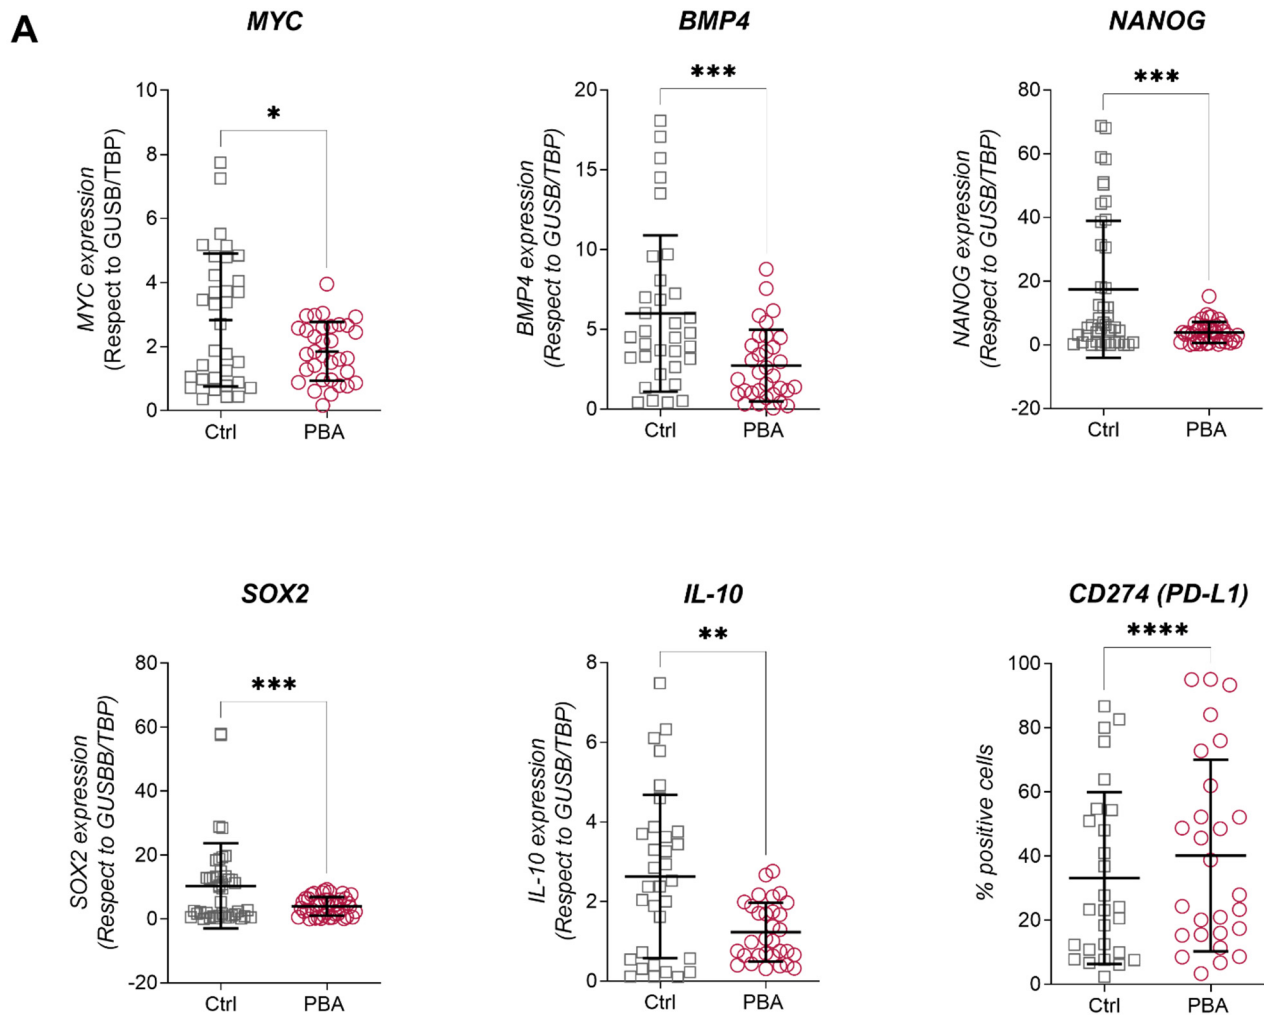 A
MYC
BMP4
NANOG
MYC expression
(Respect to GUSB/TBP)
10
8
6
4
2
0
*
Ctrl
PBA
BMP4 expression
(Respect to GUSB/TBP)
20
15
10
5
0
***
Ctrl
PBA
NANOG expression
(Respect to GUSB/TBP)
80
60
40
20
0
-20
***
Ctrl
PBA
SOX2
IL-10
CD274 (PD-L1)
SOX2 expression
(Respect to GUSBB/TBP)
80
60
40
20
0
-20
***
Ctrl
PBA
IL-10 expression
(Respect to GUSB/TBP)
8
6
4
2
0
**
Ctrl
PBA
% positive cells
100
80
60
40
20
0
****
Ctrl
PBA